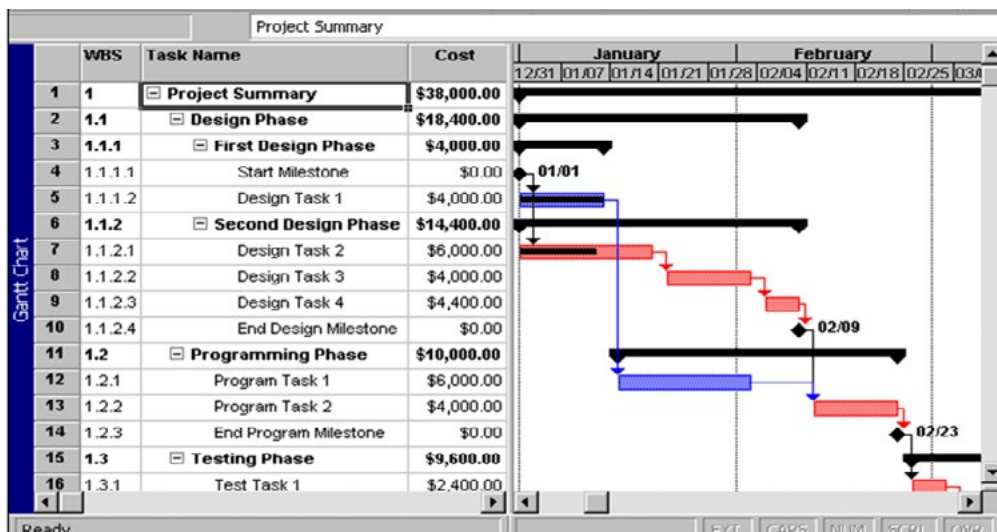 Project Summary
WBS Task Name Cost January February
12/31 01/07 01/14 01/21 01/28 02/04 02/11 02/18 02/25
1 1 Project Summary $38,000.00
2 1.1 Design Phase $18,400.00
3 1.1.1 First Design Phase $4,000.00
4 1.1.1.1 Start Milestone $0.00 01/01
5 1.1.1.2 Design Task 1 $4,000.00
6 1.1.2 Second Design Phase $14,400.00
7 1.1.2.1 Design Task 2 $6,000.00
8 1.1.2.2 Design Task 3 $4,000.00
9 1.1.2.3 Design Task 4 $4,400.00
10 1.1.2.4 End Design Milestone $0.00 02/09
11 1.2 Programming Phase $10,000.00
12 1.2.1 Program Task 1 $6,000.00
13 1.2.2 Program Task 2 $4,000.00
14 1.2.3 End Program Milestone $0.00 02/23
15 1.3 Testing Phase $9,600.00
16 1.3.1 Test Task 1 $2,400.00
Gantt Chart
Ready EXT CAPS NUM SCRL OVR